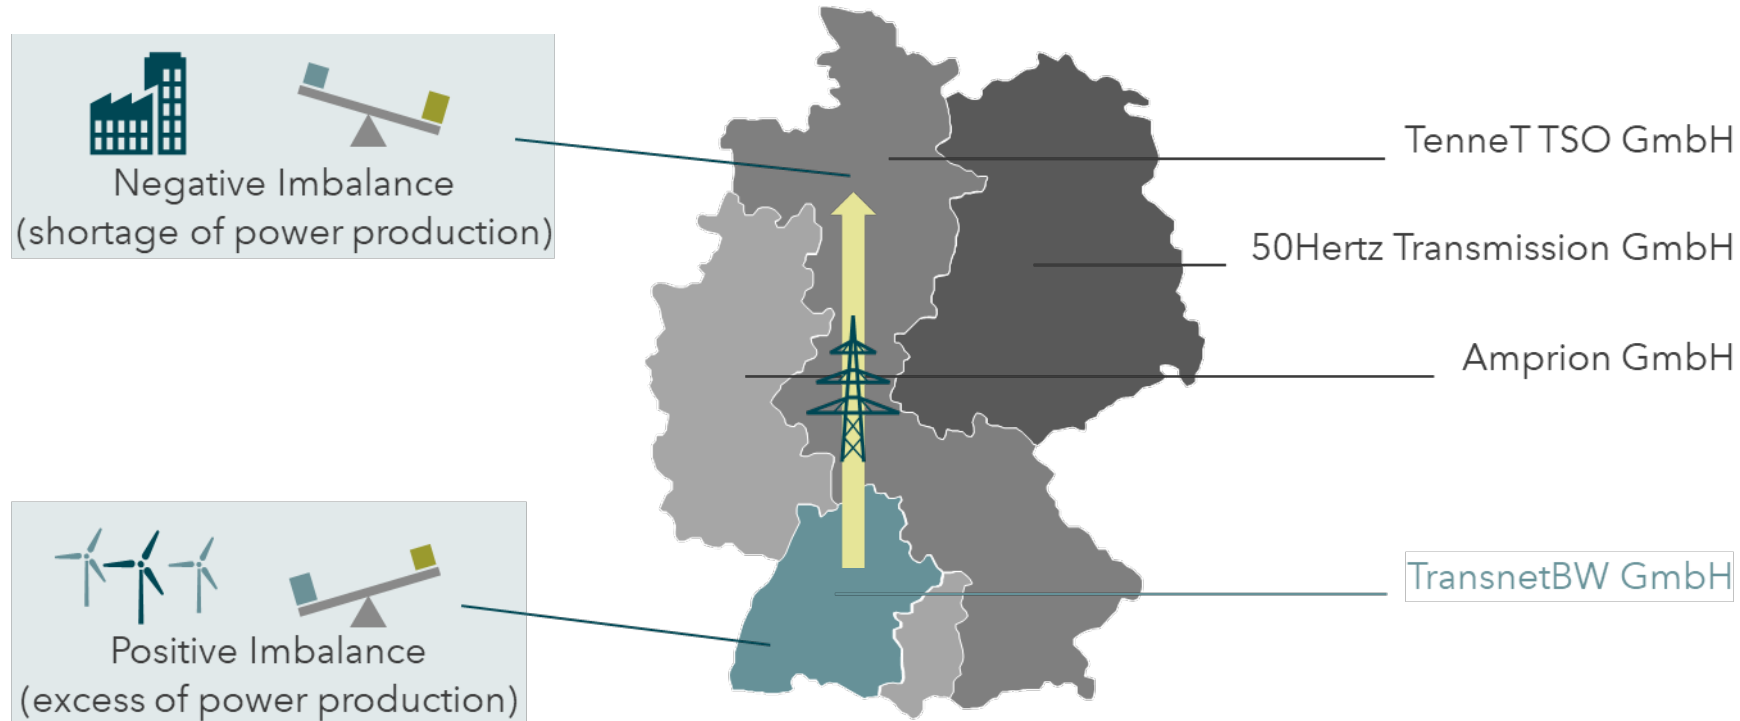 Negative Imbalance
(shortage of power production)
TenneT TSO GmbH
50Hertz Transmission GmbH
Amprion GmbH
TransnetBW GmbH
Positive Imbalance
(excess of power production)